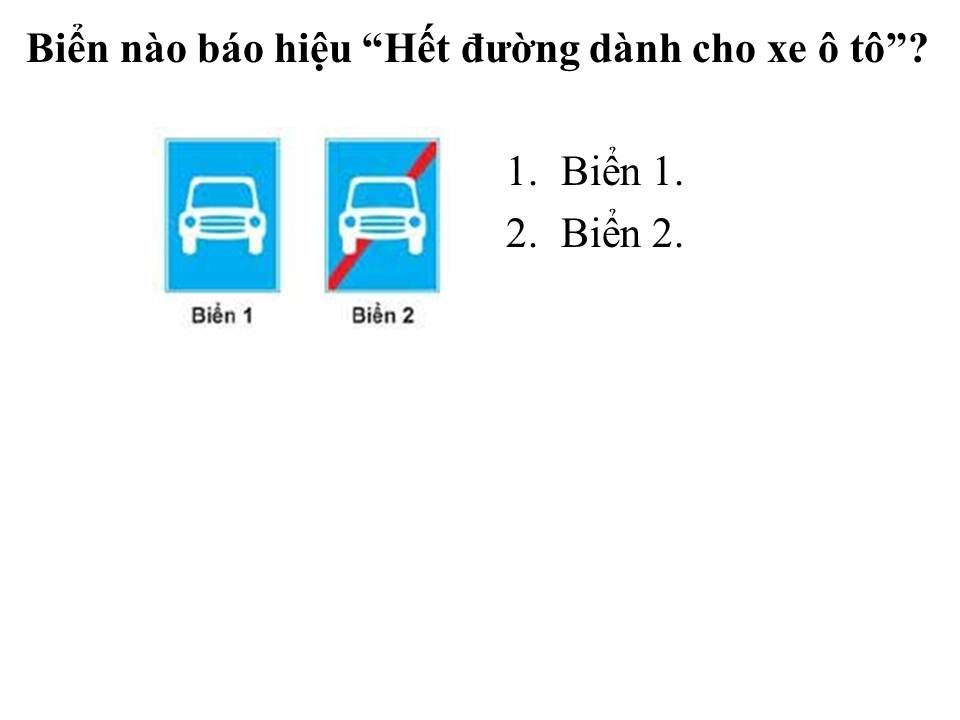 Biển nào báo hiệu “Hết đường dành cho xe ô tô”?
1. Biển 1.
2. Biển 2.
Biển 1
Biển 2